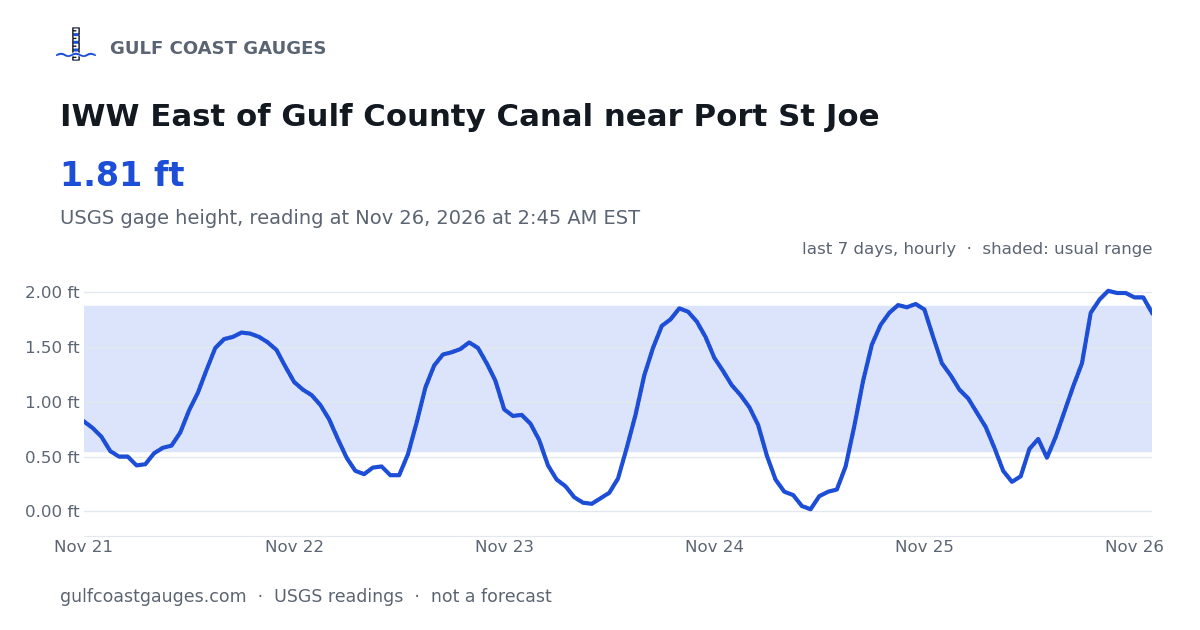 GULF COAST GAUGES
IWW East of Gulf County Canal near Port St Joe
1.81 ft
USGS gage height, reading at Nov 26, 2026 at 2:45 AM EST
last 7 days, hourly · shaded: usual range
2.00 ft
1.50 ft
1.00 ft
0.50 ft
0.00 ft
Nov 21 Nov 22 Nov 23 Nov 24 Nov 25 Nov 26
gulfcoastgauges.com · USGS readings · not a forecast